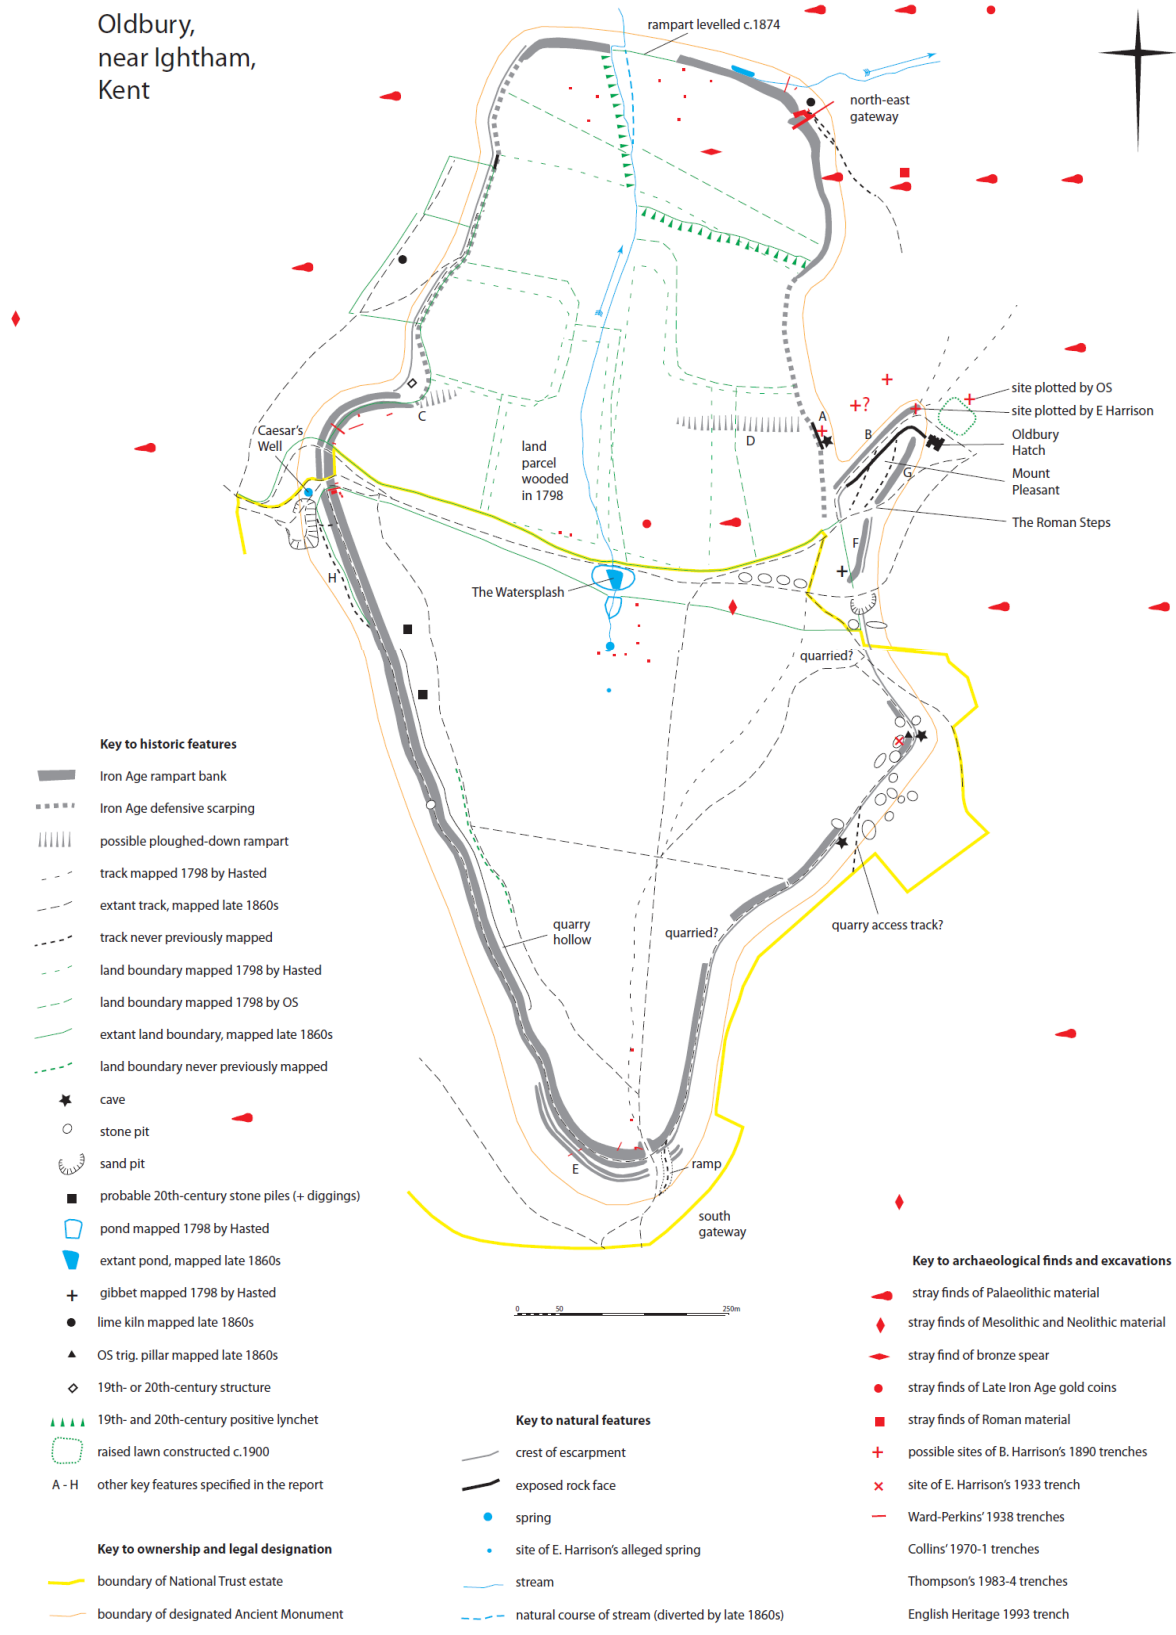 Oldbury,
near Ightham,
Kent
rampart levelled c.1874
north-east
gateway
Caesar's
Well
C
land
parcel
wooded
in 1798
D
A
B
G
F
site plotted by OS
site plotted by E Harrison
Oldbury
Hatch
Mount
Pleasant
The Roman Steps
?
H
The Watersplash
quarried?
quarried?
quarry access track?
quarry
hollow
E
ramp
south
gateway
0 50 250m
Key to historic features
Iron Age rampart bank
Iron Age defensive scarping
possible ploughed-down rampart
track mapped 1798 by Hasted
extant track, mapped late 1860s
track never previously mapped
land boundary mapped 1798 by Hasted
land boundary mapped 1798 by OS
extant land boundary, mapped late 1860s
land boundary never previously mapped
cave
stone pit
sand pit
probable 20th-century stone piles (+ diggings)
pond mapped 1798 by Hasted
extant pond, mapped late 1860s
gibbet mapped 1798 by Hasted
lime kiln mapped late 1860s
OS trig. pillar mapped late 1860s
19th- or 20th-century structure
19th- and 20th-century positive lynchet
raised lawn constructed c.1900
A - H other key features specified in the report
Key to ownership and legal designation
boundary of National Trust estate
boundary of designated Ancient Monument
Key to natural features
crest of escarpment
exposed rock face
spring
site of E. Harrison's alleged spring
stream
natural course of stream (diverted by late 1860s)
Key to archaeological finds and excavations
stray finds of Palaeolithic material
stray finds of Mesolithic and Neolithic material
stray find of bronze spear
stray finds of Late Iron Age gold coins
stray finds of Roman material
possible sites of B. Harrison's 1890 trenches
site of E. Harrison's 1933 trench
Ward-Perkins' 1938 trenches
Collins' 1970-1 trenches
Thompson's 1983-4 trenches
English Heritage 1993 trench